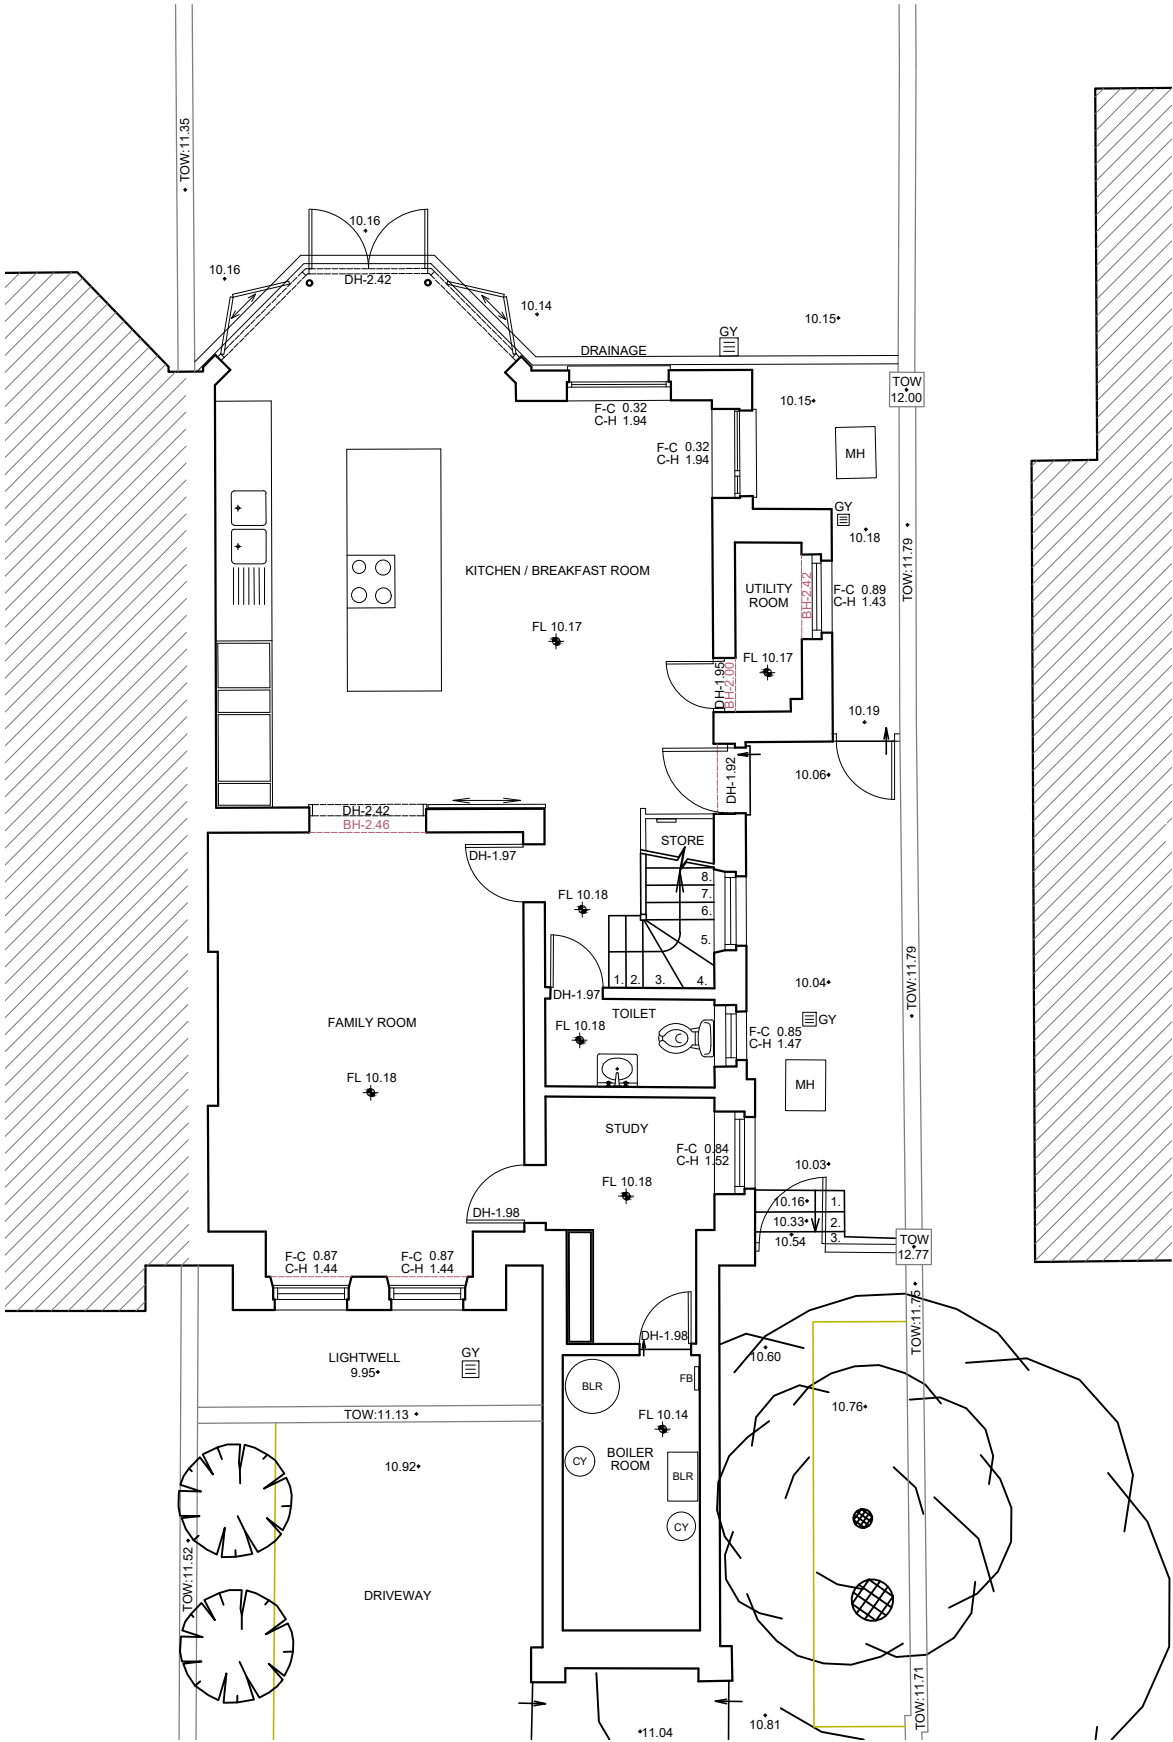 TOW:11.35
10.16
10.16
DH-2.42
10.14
10.15
GY
DRAINAGE
TOW
12.00
10.15
F-C 0.32
C-H 1.94
F-C 0.32
C-H 1.94
MH
GY
10.18
TOW:11.79
KITCHEN / BREAKFAST ROOM
UTILITY
ROOM
BH-2.42
F-C 0.89
C-H 1.43
FL 10.17
FL 10.17
DH-1.95
BH-2.00
10.19
DH-1.92
10.06
DH-2.42
BH-2.46
STORE
DH-1.97
8.
7.
6.
5.
4.
3.
2.
1.
FL 10.18
DH-1.97
10.04
TOW:11.79
TOILET
GY
FAMILY ROOM
FL 10.18
F-C 0.85
C-H 1.47
FL 10.18
MH
STUDY
F-C 0.84
C-H 1.52
10.03
FL 10.18
10.16
1.
DH-1.98
10.33
2.
10.54
3.
TOW
12.77
F-C 0.87
C-H 1.44
F-C 0.87
C-H 1.44
TOW:11.75
DH-1.98
LIGHTWELL
9.95
GY
10.60
BLR
FB
TOW:11.13
FL 10.14
10.76
BOILER
ROOM
CY
BLR
10.92
CY
TOW:11.52
DRIVEWAY
TOW:11.71
11.04
10.81